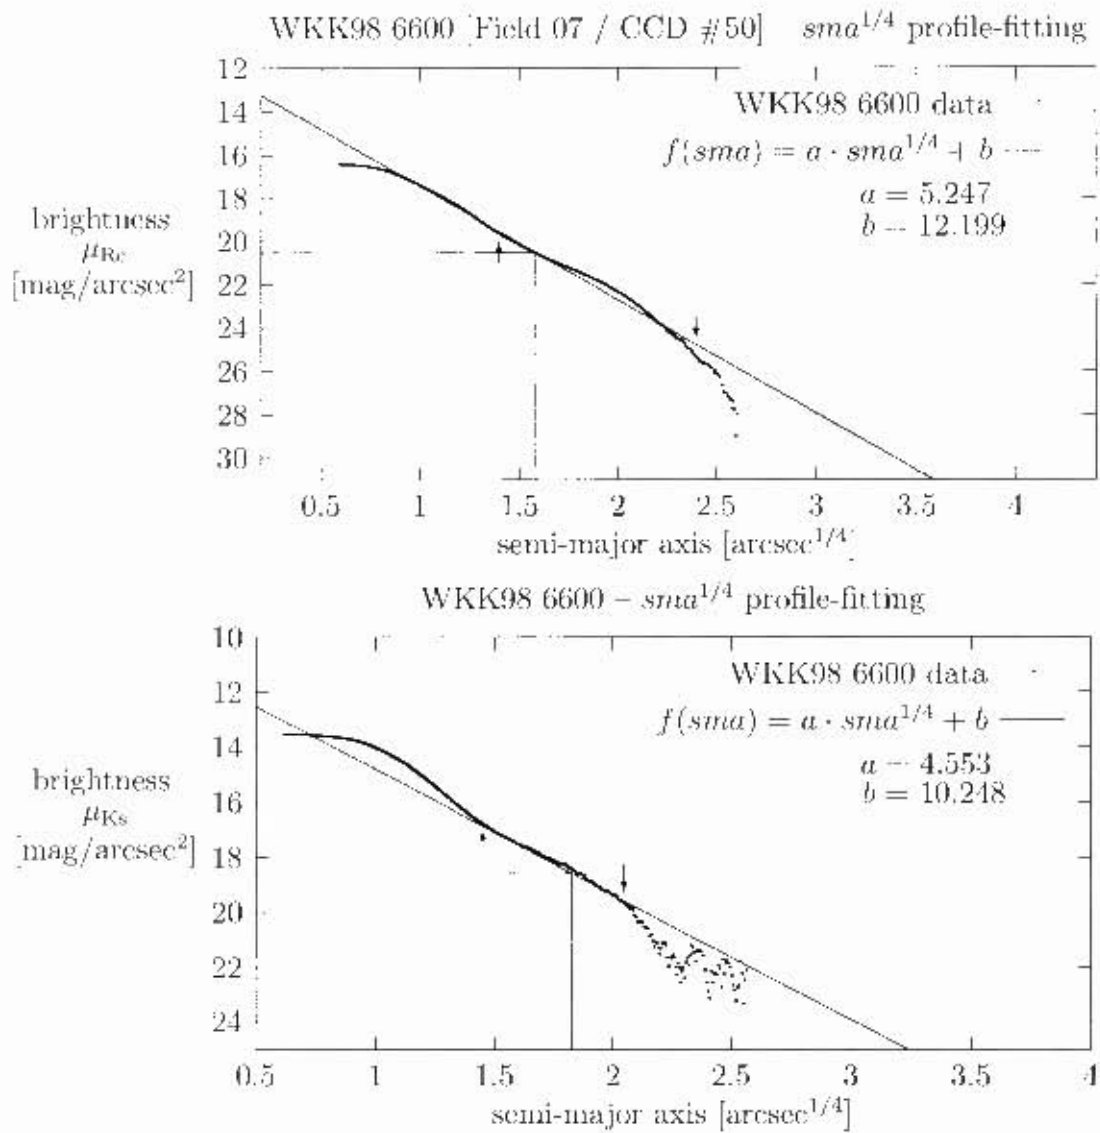 WKK98 6600 [Field 07 / CCD #50] sma^1/4 profile-fitting
12
14
16
18
20
22
24
26
28
30
brightness
μRc
[mag/arcsec²]
WKK98 6600 data
f(sma) = a · sma^1/4 + b
a = 5.247
b = 12.199
0.5 1 1.5 2 2.5 3 3.5 4
semi-major axis [arcsec^1/4]
WKK98 6600 – sma^1/4 profile-fitting
10
12
14
16
18
20
22
24
brightness
μKs
[mag/arcsec²]
WKK98 6600 data
f(sma) = a · sma^1/4 + b
a = 4.553
b = 10.248
0.5 1 1.5 2 2.5 3 3.5 4
semi-major axis [arcsec^1/4]